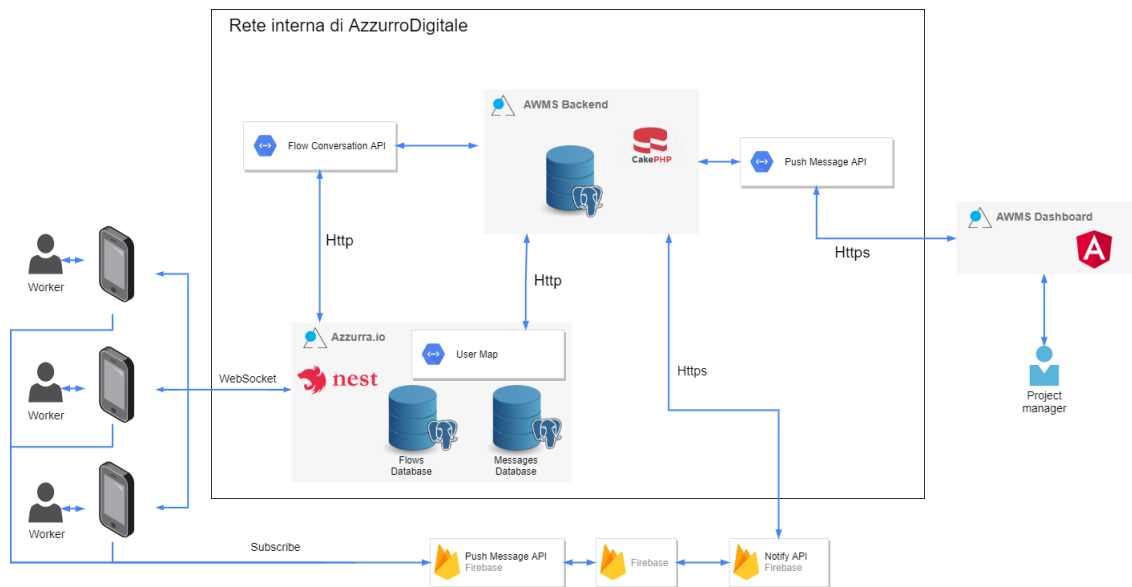 Rete interna di AzzurroDigitale
AWMS Backend
Flow Conversation API
CakePHP
Push Message API
AWMS Dashboard
Http
Http
Https
Worker
Azzurra.io
User Map
nest
WebSocket
Https
Project
manager
Worker
Flows
Database
Messages
Database
Worker
Subscribe
Push Message API
Firebase
Firebase
Notify API
Firebase